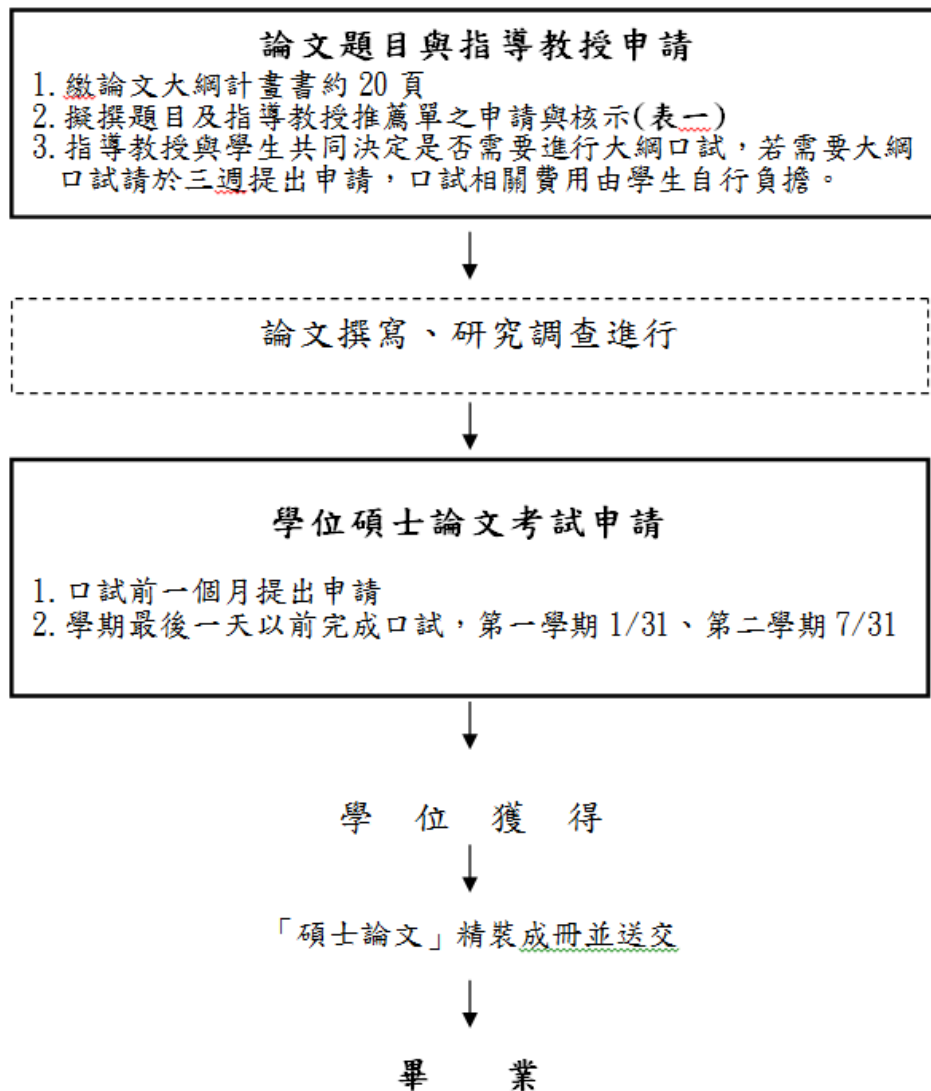 論文題目與指導教授申請
1. 繳論文大綱計畫書約 20 頁
2. 擬撰題目及指導教授推薦單之申請與核示(表一)
3. 指導教授與學生共同決定是否需要進行大綱口試，若需要大綱
口試請於三週提出申請，口試相關費用由學生自行負擔。
論文撰寫、研究調查進行
學位碩士論文考試申請
1. 口試前一個月提出申請
2. 學期最後一天以前完成口試，第一學期 1/31、第二學期 7/31
學 位 獲 得
「碩士論文」精裝成冊並送交
畢 業